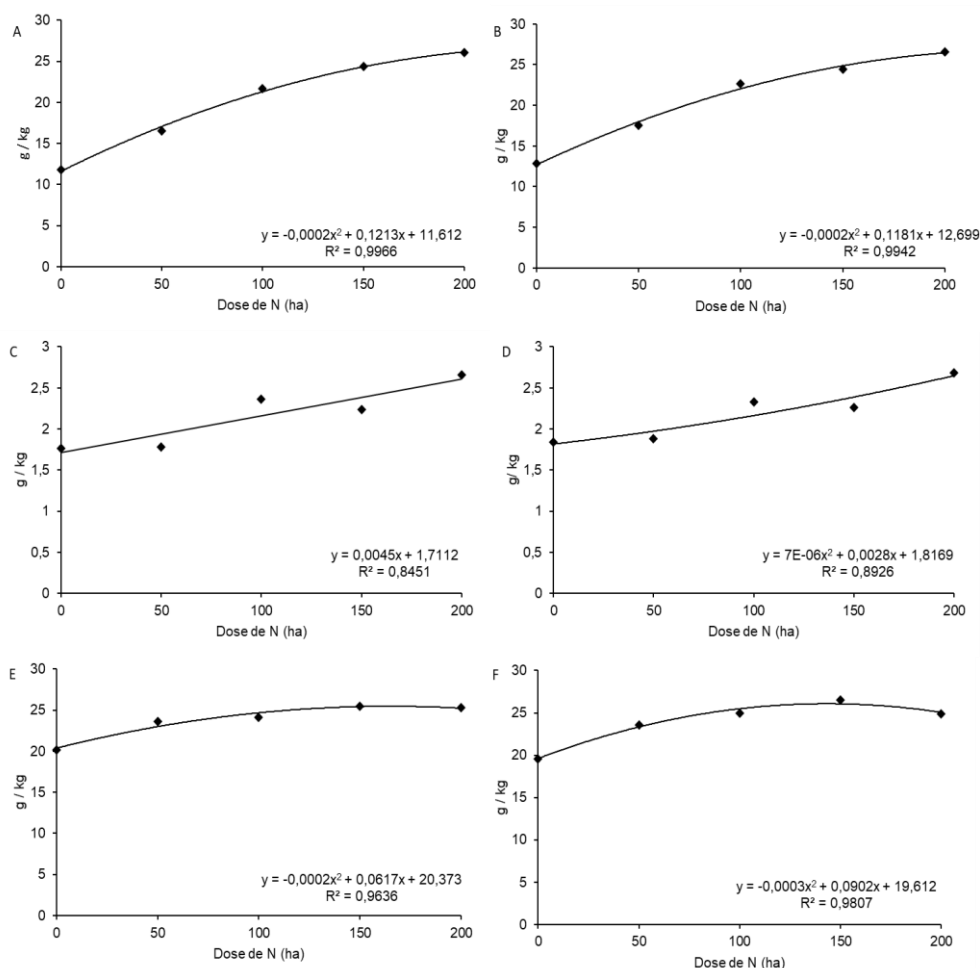 A
30
25
20
15
10
5
0
g / kg
y = -0,0002x² + 0,1213x + 11,612
R² = 0,9966
0 50 100 150 200
Dose de N (ha)
B
30
25
20
15
10
5
0
g / kg
y = -0,0002x² + 0,1181x + 12,699
R² = 0,9942
0 50 100 150 200
Dose de N (ha)
C
3
2,5
2
1,5
1
0,5
0
g / kg
y = 0,0045x + 1,7112
R² = 0,8451
0 50 100 150 200
Dose de N (ha)
D
3
2,5
2
1,5
1
0,5
0
g/ kg
y = 7E-06x² + 0,0028x + 1,8169
R² = 0,8926
0 50 100 150 200
Dose de N (ha)
E
30
25
20
15
10
5
0
g / kg
y = -0,0002x² + 0,0617x + 20,373
R² = 0,9636
0 50 100 150 200
Dose de N (ha)
F
30
25
20
15
10
5
0
g / kg
y = -0,0003x² + 0,0902x + 19,612
R² = 0,9807
0 50 100 150 200
Dose de N (ha)